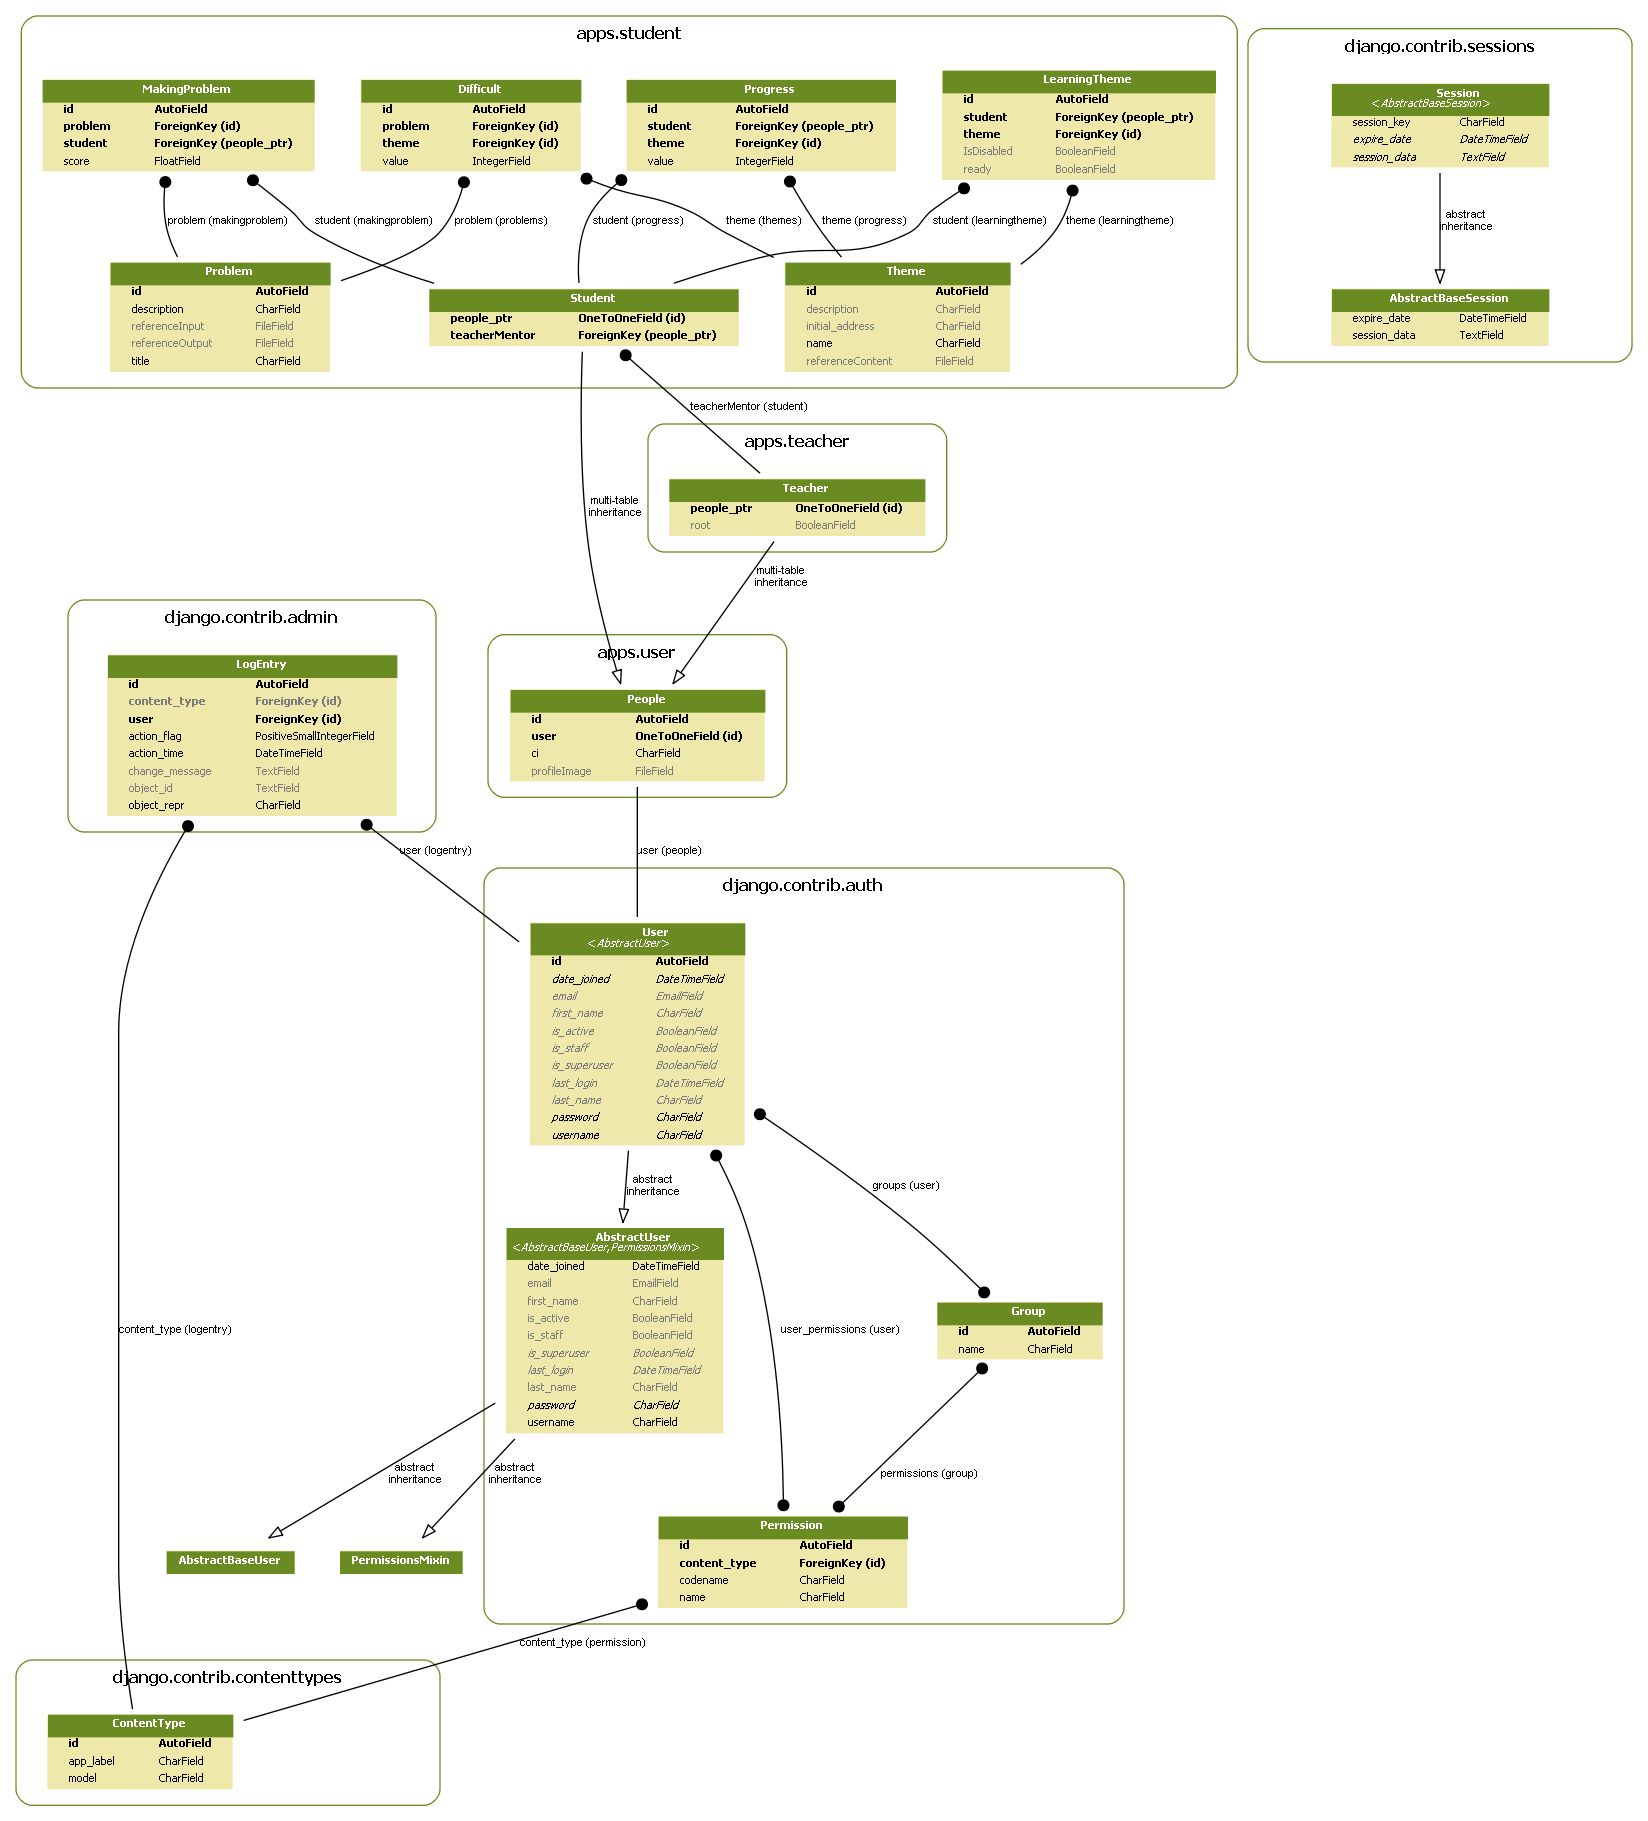 apps.student
MakingProblem
id AutoField
problem ForeignKey (id)
student ForeignKey (people_ptr)
score FloatField
Difficult
id AutoField
problem ForeignKey (id)
theme ForeignKey (id)
value IntegerField
Progress
id AutoField
student ForeignKey (people_ptr)
theme ForeignKey (id)
value IntegerField
LearningTheme
id AutoField
student ForeignKey (people_ptr)
theme ForeignKey (id)
IsDisabled BooleanField
ready BooleanField
problem (makingproblem)
student (makingproblem)
problem (problems)
student (progress)
theme (themes)
theme (progress)
student (learningtheme)
theme (learningtheme)
Problem
id AutoField
description CharField
referenceInput FileField
referenceOutput FileField
title CharField
Student
people_ptr OneToOneField (id)
teacherMentor ForeignKey (people_ptr)
Theme
id AutoField
description CharField
initial_address CharField
name CharField
referenceContent FileField
django.contrib.sessions
Session
<AbstractBaseSession>
session_key CharField
expire_date DateTimeField
session_data TextField
abstract
inheritance
AbstractBaseSession
expire_date DateTimeField
session_data TextField
teacherMentor (student)
apps.teacher
Teacher
people_ptr OneToOneField (id)
root BooleanField
multi-table
inheritance
multi-table
inheritance
django.contrib.admin
LogEntry
id AutoField
content_type ForeignKey (id)
user ForeignKey (id)
action_flag PositiveSmallIntegerField
action_time DateTimeField
change_message TextField
object_id TextField
object_repr CharField
apps.user
People
id AutoField
user OneToOneField (id)
ci CharField
profileImage FileField
user (logentry)
user (people)
django.contrib.auth
User
<AbstractUser>
id AutoField
date_joined DateTimeField
email EmailField
first_name CharField
is_active BooleanField
is_staff BooleanField
is_superuser BooleanField
last_login DateTimeField
last_name CharField
password CharField
username CharField
abstract
inheritance
groups (user)
AbstractUser
<AbstractBaseUser,PermissionsMixin>
date_joined DateTimeField
email EmailField
first_name CharField
is_active BooleanField
is_staff BooleanField
is_superuser BooleanField
last_login DateTimeField
last_name CharField
password CharField
username CharField
content_type (logentry)
user_permissions (user)
Group
id AutoField
name CharField
abstract
inheritance
abstract
inheritance
permissions (group)
AbstractBaseUser
PermissionsMixin
Permission
id AutoField
content_type ForeignKey (id)
codename CharField
name CharField
content_type (permission)
django.contrib.contenttypes
ContentType
id AutoField
app_label CharField
model CharField